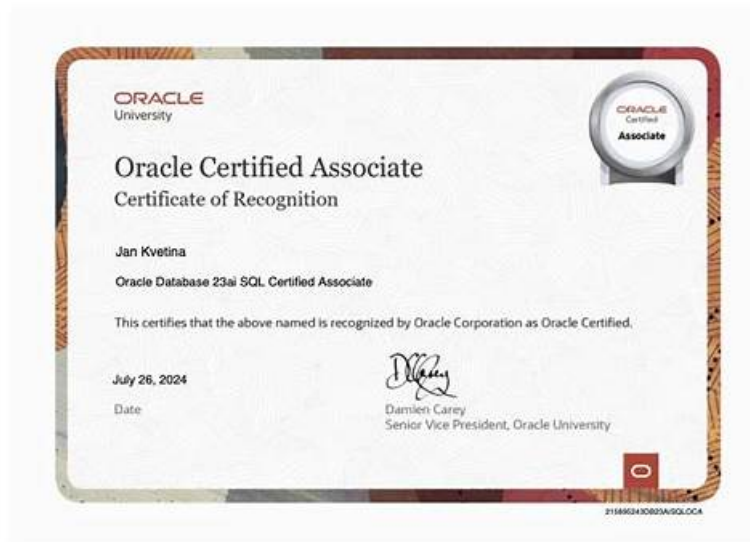 ORACLE
University
ORACLE
Certified
Associate
Oracle Certified Associate
Certificate of Recognition
Jan Kvetina
Oracle Database 23ai SQL Certified Associate
This certifies that the above named is recognized by Oracle Corporation as Oracle Certified.
July 26, 2024
Date
Damien Carey
Senior Vice President, Oracle University